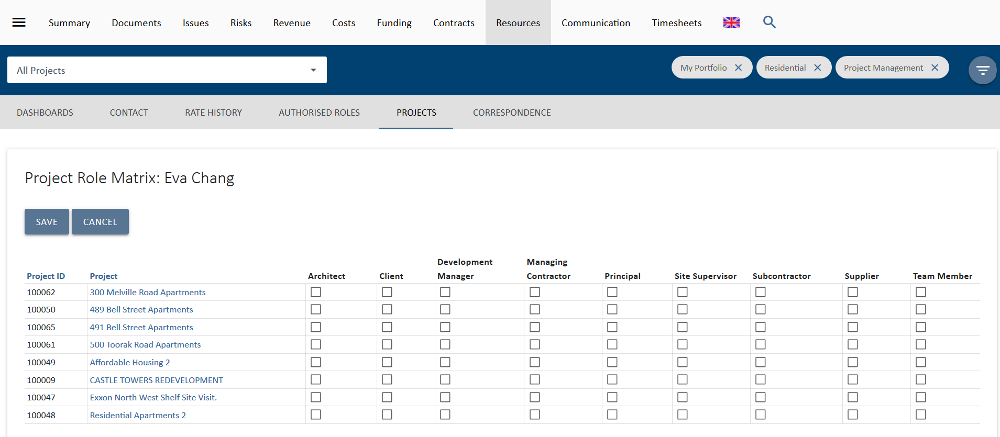 Summary Documents Issues Risks Revenue Costs Funding Contracts Resources Communication Timesheets
All Projects My Portfolio Residential Project Management
DASHBOARDS CONTACT RATE HISTORY AUTHORISED ROLES PROJECTS CORRESPONDENCE
Project Role Matrix: Eva Chang
SAVE CANCEL
Project ID Project Architect Client Development Manager Managing Contractor Principal Site Supervisor Subcontractor Supplier Team Member
100062 300 Melville Road Apartments
100050 489 Bell Street Apartments
100065 491 Bell Street Apartments
100061 500 Toorak Road Apartments
100049 Affordable Housing 2
100009 CASTLE TOWERS REDEVELOPMENT
100047 Exxon North West Shelf Site Visit.
100048 Residential Apartments 2